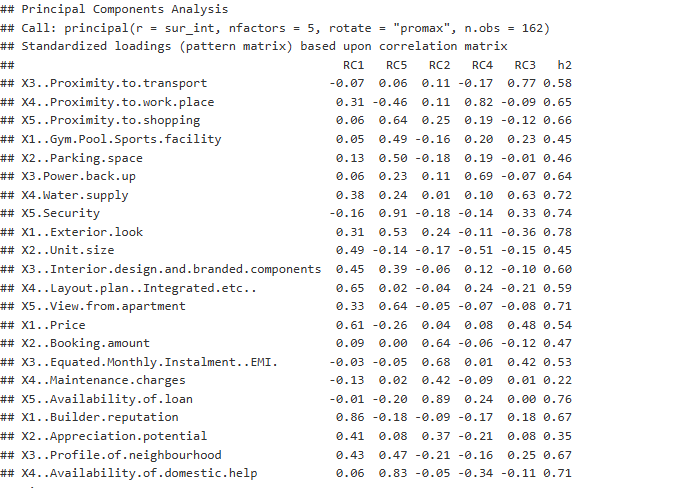 ## Principal Components Analysis
## Call: principal(r = sur_int, nfactors = 5, rotate = "promax", n.obs = 162)
## Standardized loadings (pattern matrix) based upon correlation matrix
##                                            RC1   RC5   RC2   RC4   RC3   h2
## X3..Proximity.to.transport               -0.07  0.06  0.11 -0.17  0.77 0.58
## X4..Proximity.to.work.place               0.31 -0.46  0.11  0.82 -0.09 0.65
## X5..Proximity.to.shopping                 0.06  0.64  0.25  0.19 -0.12 0.66
## X1..Gym.Pool.Sports.facility              0.05  0.49 -0.16  0.20  0.23 0.45
## X2..Parking.space                         0.13  0.50 -0.18  0.19 -0.01 0.46
## X3.Power.back.up                          0.06  0.23  0.11  0.69 -0.07 0.64
## X4.Water.supply                           0.38  0.24  0.01  0.10  0.63 0.72
## X5.Security                              -0.16  0.91 -0.18 -0.14  0.33 0.74
## X1..Exterior.look                         0.31  0.53  0.24 -0.11 -0.36 0.78
## X2..Unit.size                             0.49 -0.14 -0.17 -0.51 -0.15 0.45
## X3..Interior.design.and.branded.components  0.45  0.39 -0.06  0.12 -0.10 0.60
## X4..Layout.plan..Integrated.etc..         0.65  0.02 -0.04  0.24 -0.21 0.59
## X5..View.from.apartment                   0.33  0.64 -0.05 -0.07 -0.08 0.71
## X1..Price                                 0.61 -0.26  0.04  0.08  0.48 0.54
## X2..Booking.amount                        0.09  0.00  0.64 -0.06 -0.12 0.47
## X3..Equated.Monthly.Instalment..EMI.     -0.03 -0.05  0.68  0.01  0.42 0.53
## X4..Maintenance.charges                  -0.13  0.02  0.42 -0.09  0.01 0.22
## X5..Availability.of.loan                 -0.01 -0.20  0.89  0.24  0.00 0.76
## X1..Builder.reputation                    0.86 -0.18 -0.09 -0.17  0.18 0.67
## X2..Appreciation.potential                0.41  0.08  0.37 -0.21  0.08 0.35
## X3..Profile.of.neighbourhood              0.43  0.47 -0.21 -0.16  0.25 0.67
## X4..Availability.of.domestic.help         0.06  0.83 -0.05 -0.34 -0.11 0.71